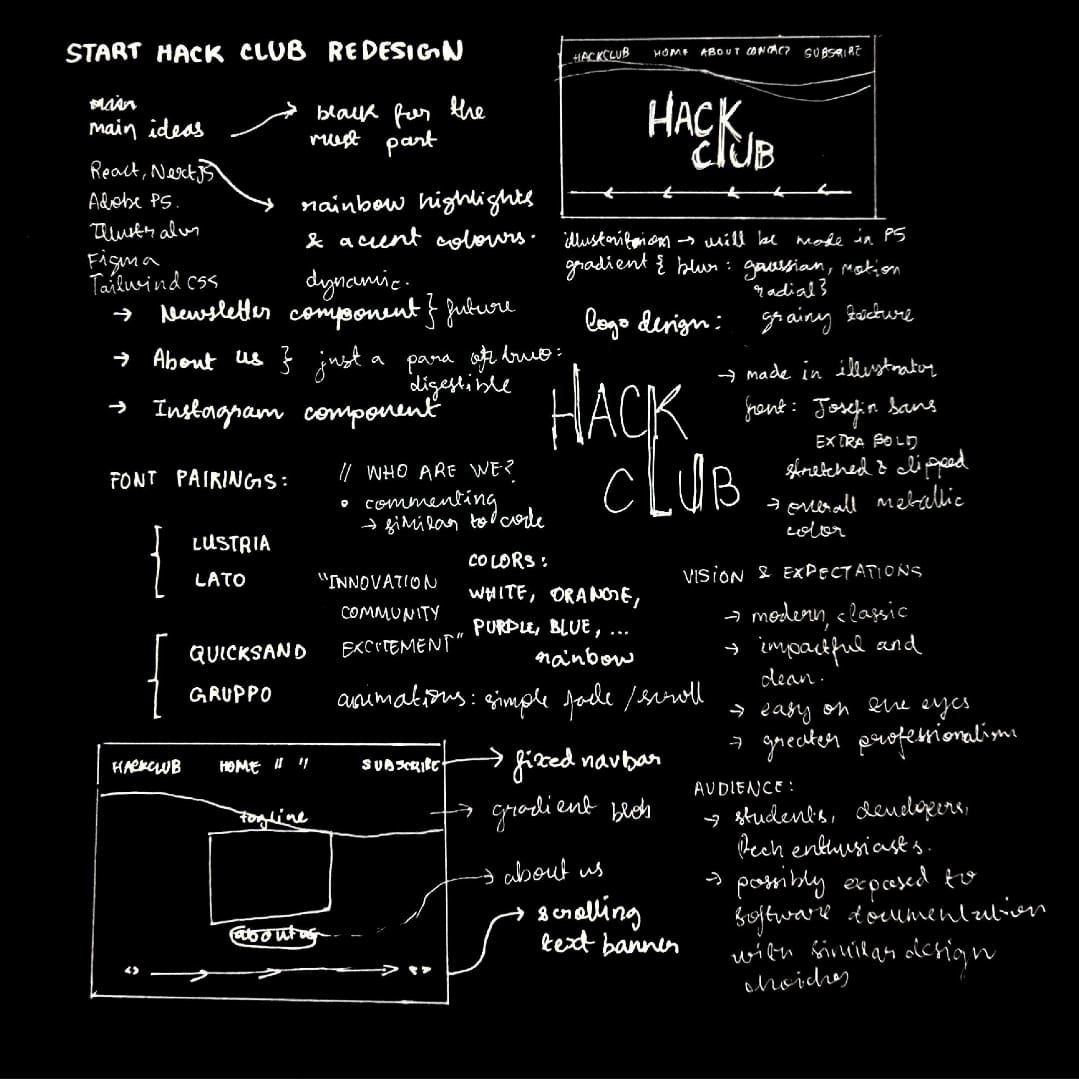 START HACK CLUB REDESIGN
main
main ideas
black for the
most part
React, NextJS
Adobe PS.
Illustrator
Figma
Tailwind CSS
rainbow highlights
& accent colours.
dynamic.
→ Newsletter component } future
→ About us } just a para of two:
digestible
→ Instagram component
HACKCLUB HOME ABOUT CONTACT SUBSCRIBE
HACK
CLUB
illustrations → will be made in PS
gradient { blur: gaussian, motion
radial}
grainy texture
logo design:
HACK
CLUB
→ made in illustrator
font: Josefin Sans
EXTRA BOLD
stretched & clipped
→ overall metallic
color
FONT PAIRINGS:
LUSTRIA
LATO
QUICKSAND
GRUPPO
// WHO ARE WE?
• commenting
→ similar to code
"INNOVATION
COMMUNITY
EXCITEMENT"
COLORS:
WHITE, ORANGE,
PURPLE, BLUE, ...
rainbow
animations: simple fade / scroll
VISION & EXPECTATIONS
→ modern, classic
→ impactful and
clean.
→ easy on the eyes
→ greater professionalism
HACKCLUB HOME " " SUBSCRIBE
tagline
about us
<> <>
→ fixed navbar
→ gradient blob
→ about us
→ scrolling
text banner
AUDIENCE:
→ students, developers,
tech enthusiasts.
→ possibly exposed to
software documentation
with similar design
choices